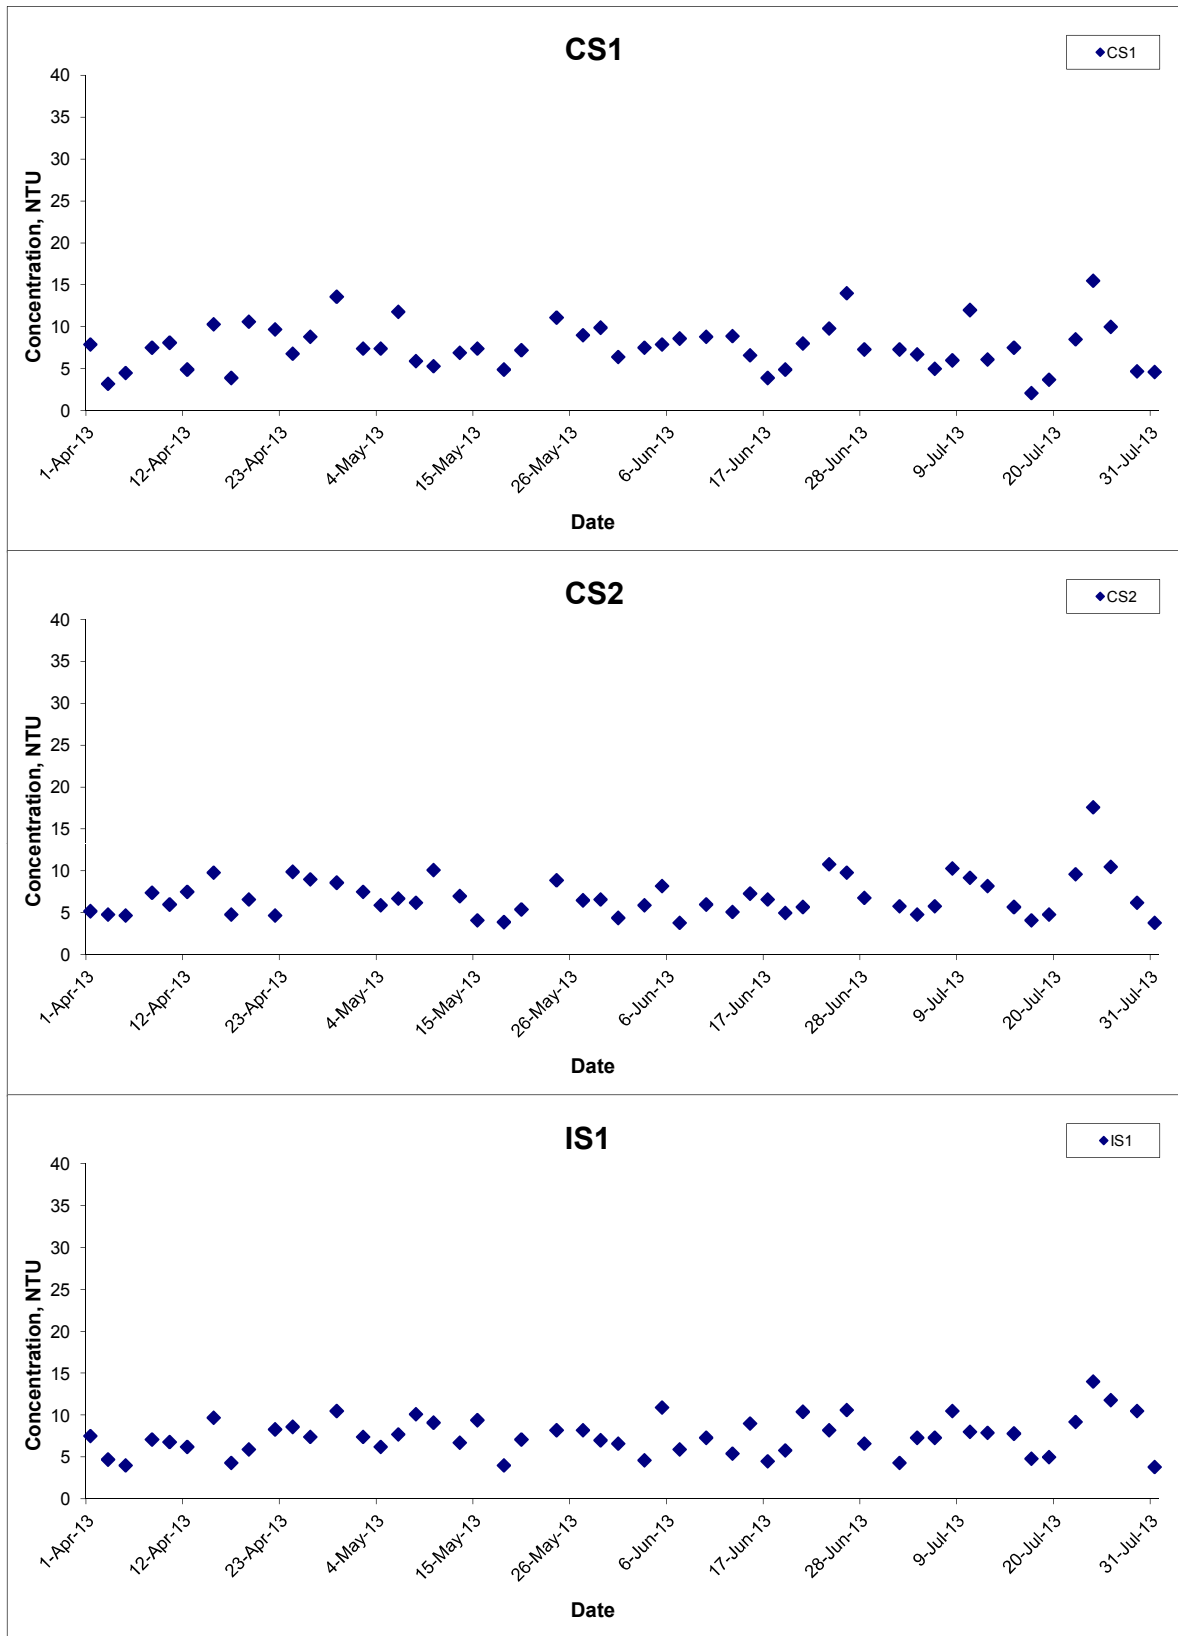 CS1
CS1
40
35
30
25
20
15
10
5
0
Concentration, NTU
1-Apr-13
12-Apr-13
23-Apr-13
4-May-13
15-May-13
26-May-13
6-Jun-13
17-Jun-13
28-Jun-13
9-Jul-13
20-Jul-13
31-Jul-13
Date
CS2
CS2
40
35
30
25
20
15
10
5
0
Concentration, NTU
1-Apr-13
12-Apr-13
23-Apr-13
4-May-13
15-May-13
26-May-13
6-Jun-13
17-Jun-13
28-Jun-13
9-Jul-13
20-Jul-13
31-Jul-13
Date
IS1
IS1
40
35
30
25
20
15
10
5
0
Concentration, NTU
1-Apr-13
12-Apr-13
23-Apr-13
4-May-13
15-May-13
26-May-13
6-Jun-13
17-Jun-13
28-Jun-13
9-Jul-13
20-Jul-13
31-Jul-13
Date